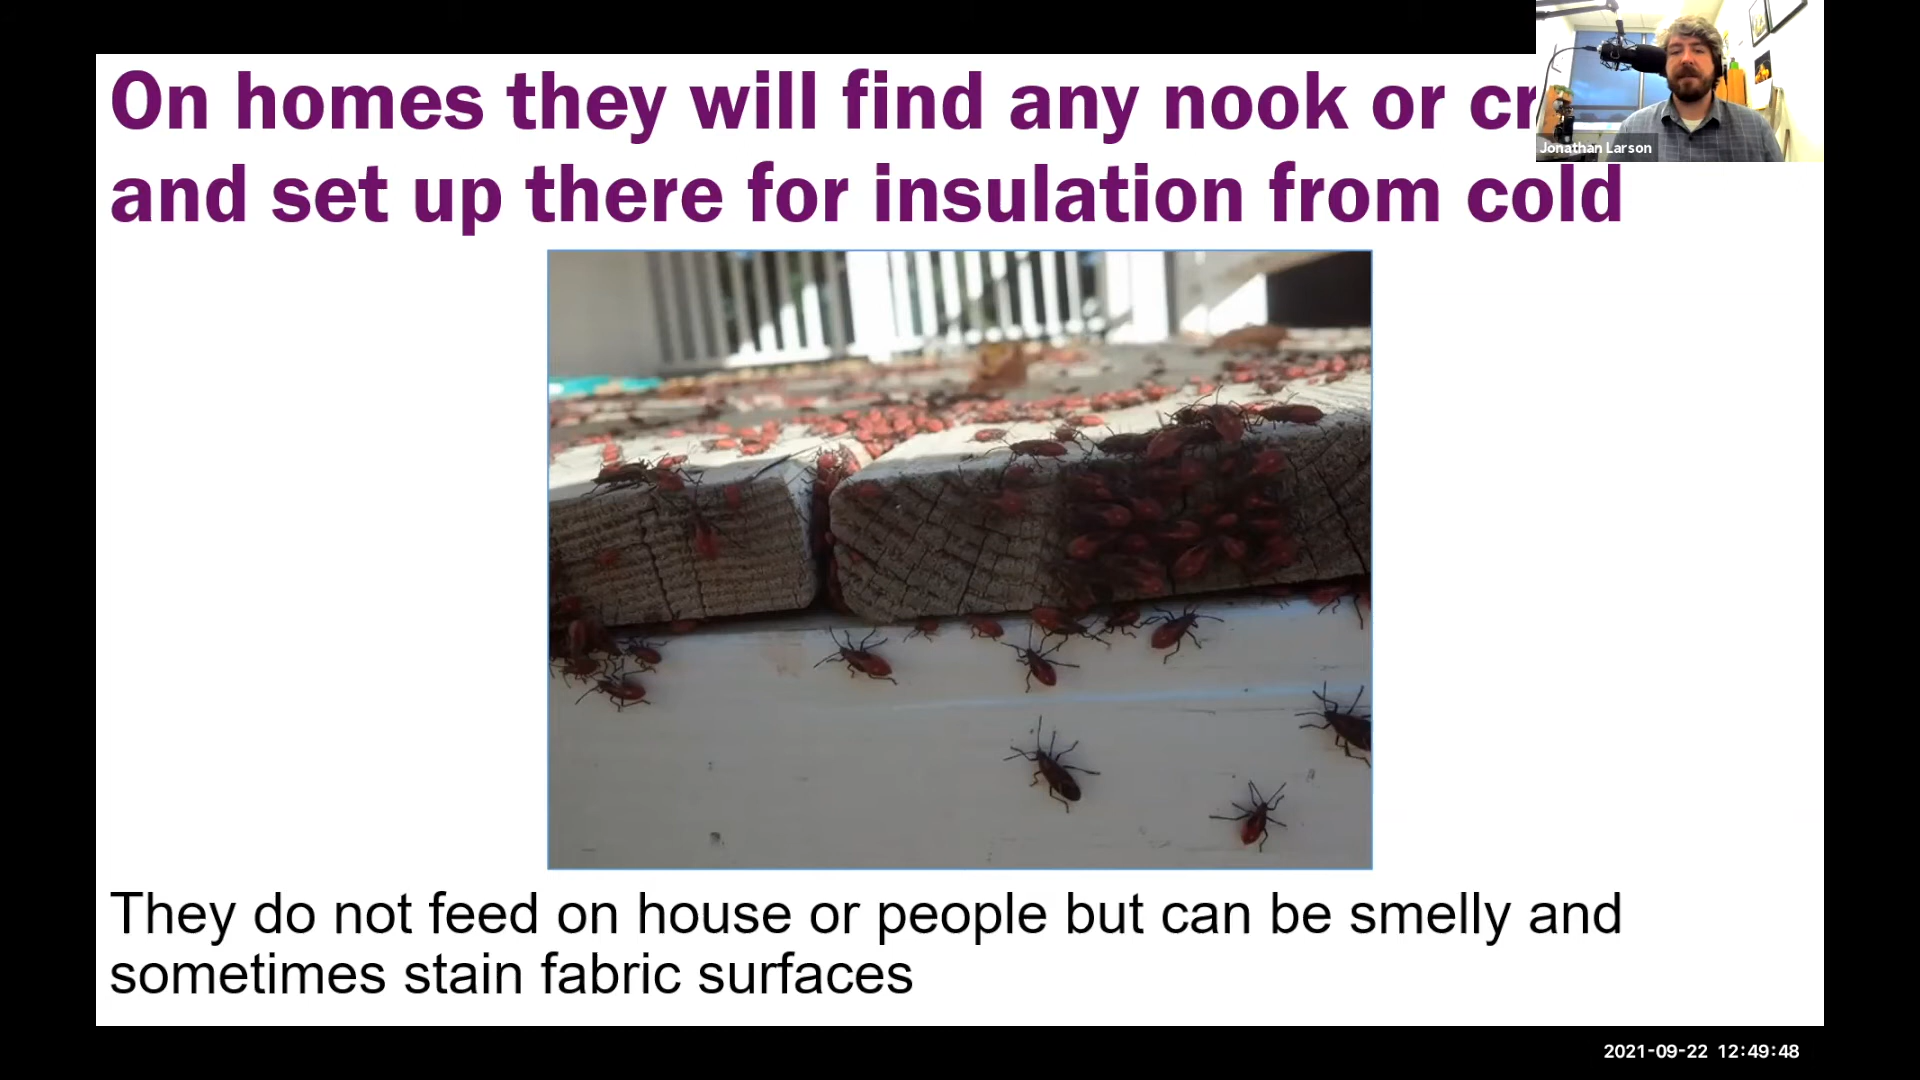 On homes they will find any nook or
and set up there for insulation from cold
Jonathan Larson
They do not feed on house or people but can be smelly and
sometimes stain fabric surfaces
2021-09-22 12:49:48